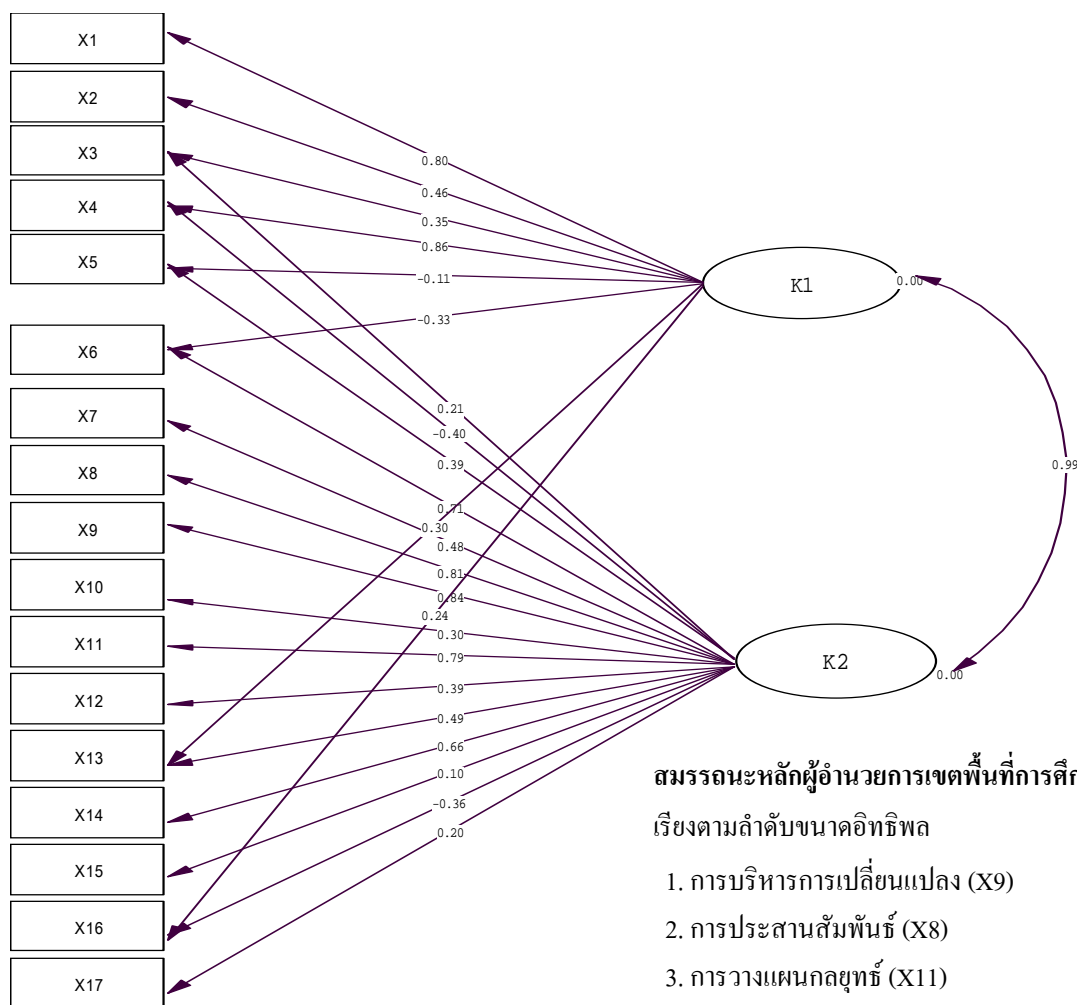 X1
X2
X3
X4
X5
X6
X7
X8
X9
X10
X11
X12
X13
X14
X15
X16
X17
0.80
0.46
0.35
0.86
-0.11
-0.33
0.21
-0.40
0.39
0.71
0.30
0.48
0.81
0.84
0.24
0.30
0.79
0.39
0.49
0.66
0.10
-0.36
0.20
K1
0.00
0.99
K2
0.00
สมรรถนะหลักผู้อำนวยการเขตพื้นที่การศึก
เรียงตามลำดับขนาดอิทธิพล
1. การบริหารการเปลี่ยนแปลง (X9)
2. การประสานสัมพันธ์ (X8)
3. การวางแผนกลยุทธ์ (X11)